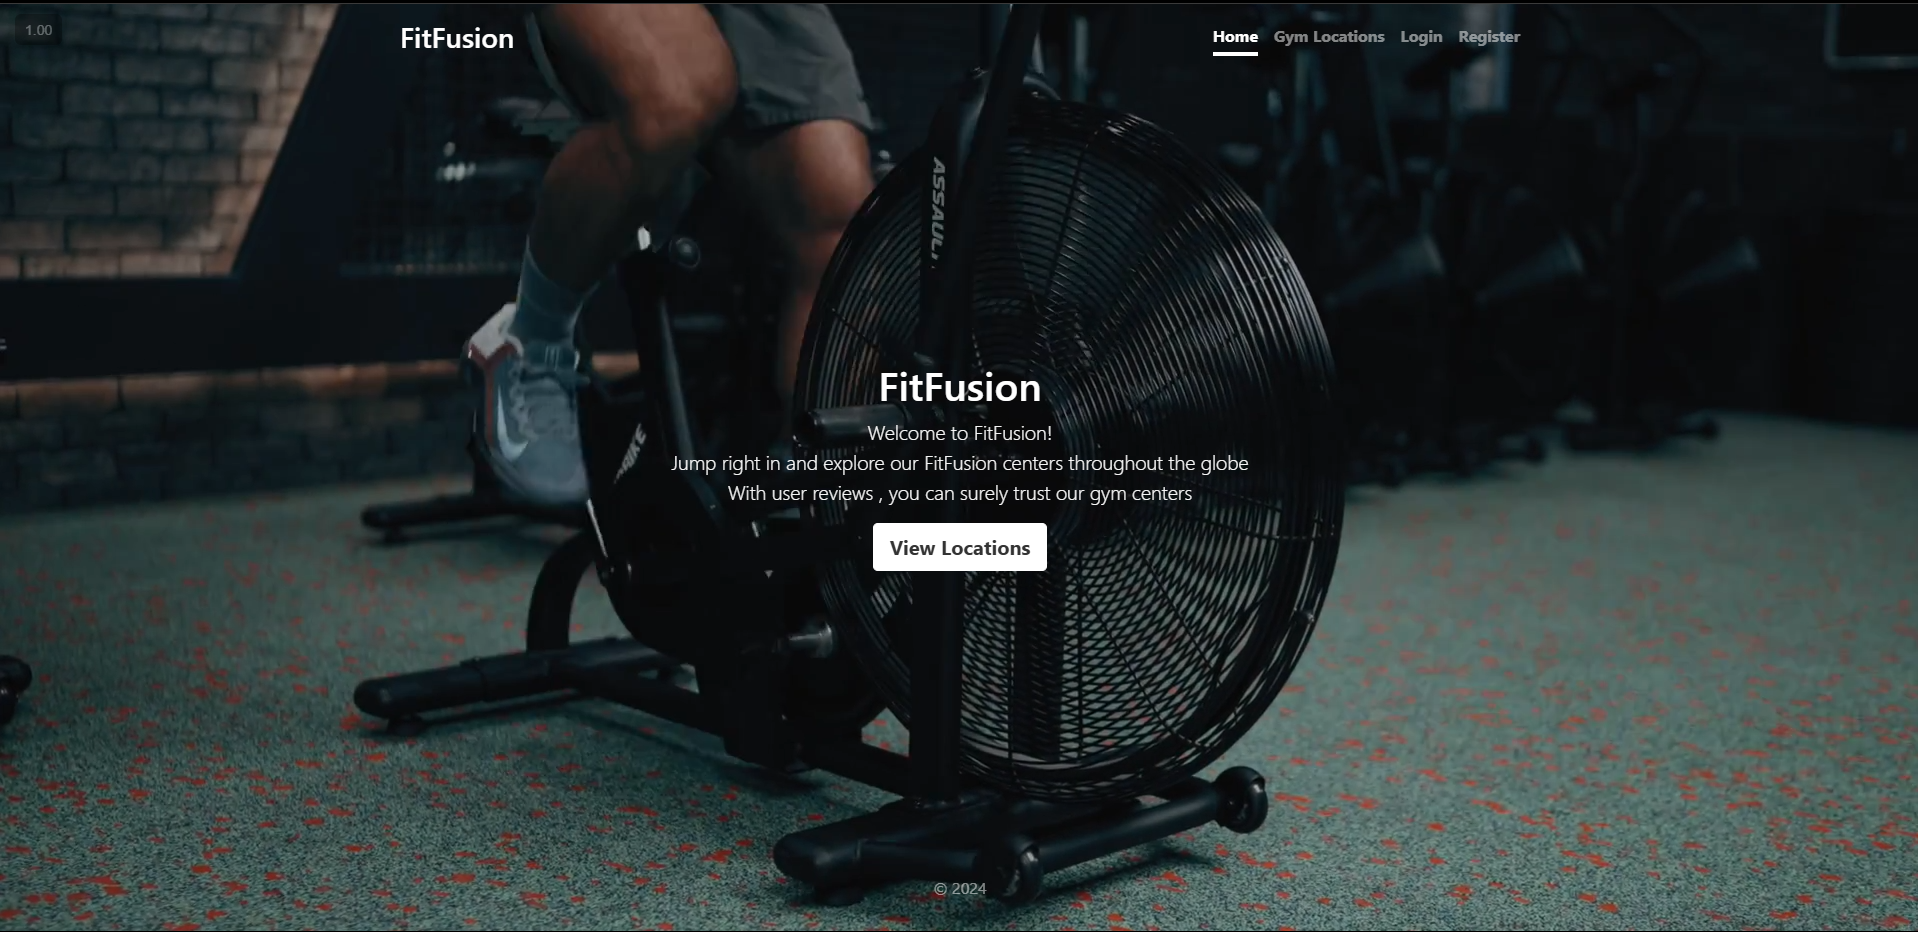 1.00
FitFusion
Home Gym Locations Login Register
ASSAULT
FitFusion
Welcome to FitFusion!
BIKE
Jump right in and explore our FitFusion centers throughout the globe
With user reviews , you can surely trust our gym centers
View Locations
© 2024